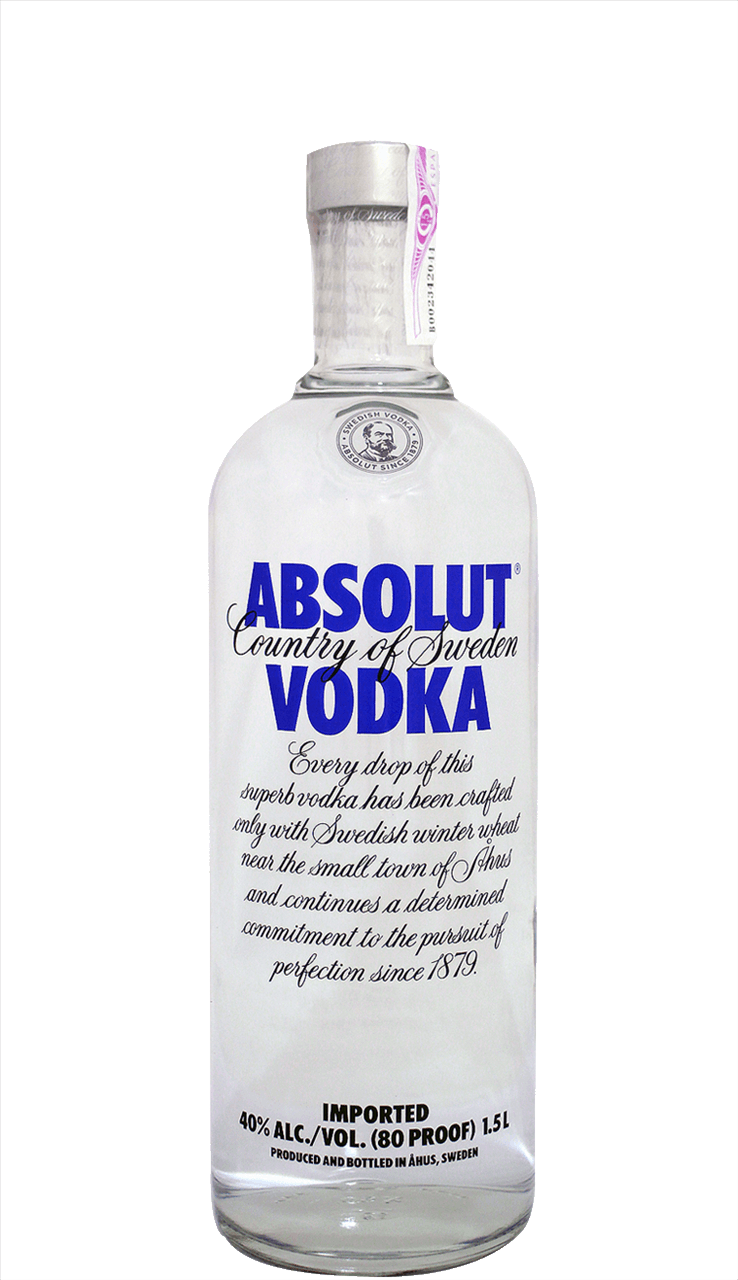 ESPA
B002342041
SWEDISH VODKA
ABSOLUT SINCE 1879
ABSOLUT®
Country of Sweden
VODKA
Every drop of this
superb vodka has been crafted
only with Swedish winter wheat
near the small town of Åhus
and continues a determined
commitment to the pursuit of
perfection since 1879.
IMPORTED
40% ALC./VOL. (80 PROOF) 1.5 L
PRODUCED AND BOTTLED IN ÅHUS, SWEDEN